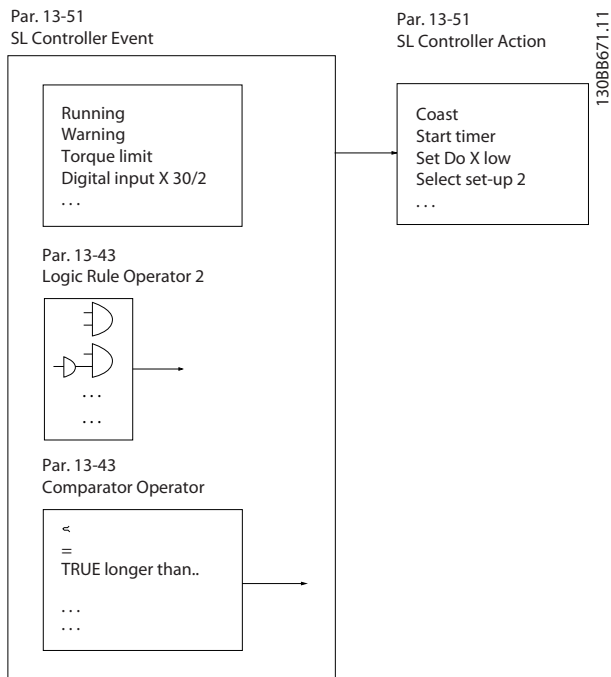 Par. 13-51
SL Controller Event
Par. 13-51
SL Controller Action
130BB671.11
Running
Warning
Torque limit
Digital input X 30/2
. . .
Coast
Start timer
Set Do X low
Select set-up 2
. . .
Par. 13-43
Logic Rule Operator 2
. . .
. . .
Par. 13-43
Comparator Operator
=
TRUE longer than..
. . .
. . .